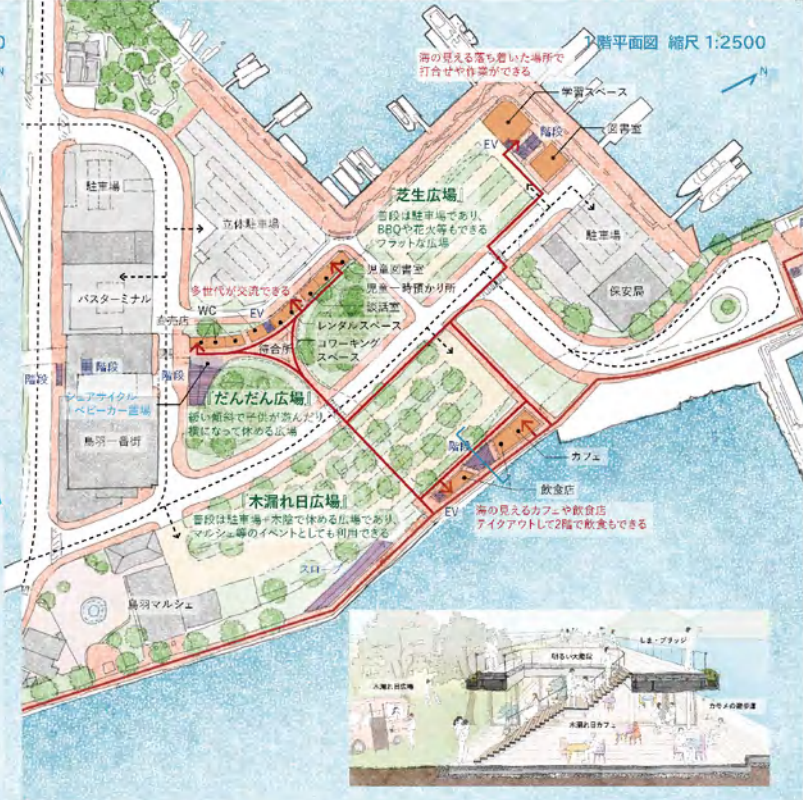 1階平面図 縮尺 1:2500
N
N
海の見える落ち着いた場所で
打合せや作業ができる
学習スペース
階段
図書室
EV
『芝生広場』
普段は駐車場であり、
BBQや花火等もできる
フラットな広場
駐車場
立体駐車場
駐車場
保安局
バスターミナル
多世代が交流できる
児童図書室
児童一時預かり所
談話室
レンタルスペース
コワーキング
スペース
WC
EV
直売店
待合所
階段
階段
階段
シェアサイクル
ベビーカー置場
『だんだん広場』
緩い傾斜で子供が遊んだり
横になって休める広場
鳥羽一番街
階段
カフェ
飲食店
EV
海の見えるカフェや飲食店
テイクアウトして2階で飲食もできる
『木漏れ日広場』
普段は駐車場+木陰で休める広場であり、
マルシェ等のイベントとしても利用できる
スロープ
鳥羽マルシェ
しま・ブリッジ
明るい大階段
木漏れ日広場
カモメの散歩道
木漏れ日カフェ